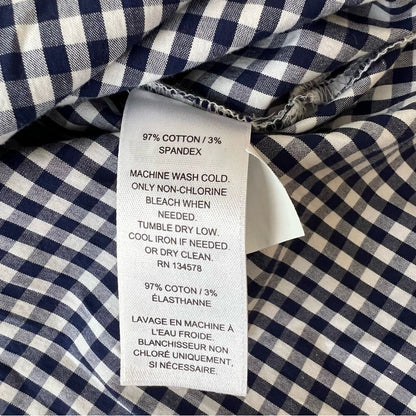 97% COTTON / 3%
SPANDEX
MACHINE WASH COLD.
ONLY NON-CHLORINE
BLEACH WHEN
NEEDED.
TUMBLE DRY LOW.
COOL IRON IF NEEDED
OR DRY CLEAN.
RN 134578
97% COTON / 3%
ÉLASTHANNE
LAVAGE EN MACHINE À
L'EAU FROIDE.
BLANCHISSEUR NON
CHLORÉ UNIQUEMENT,
SI NÉCESSAIRE.